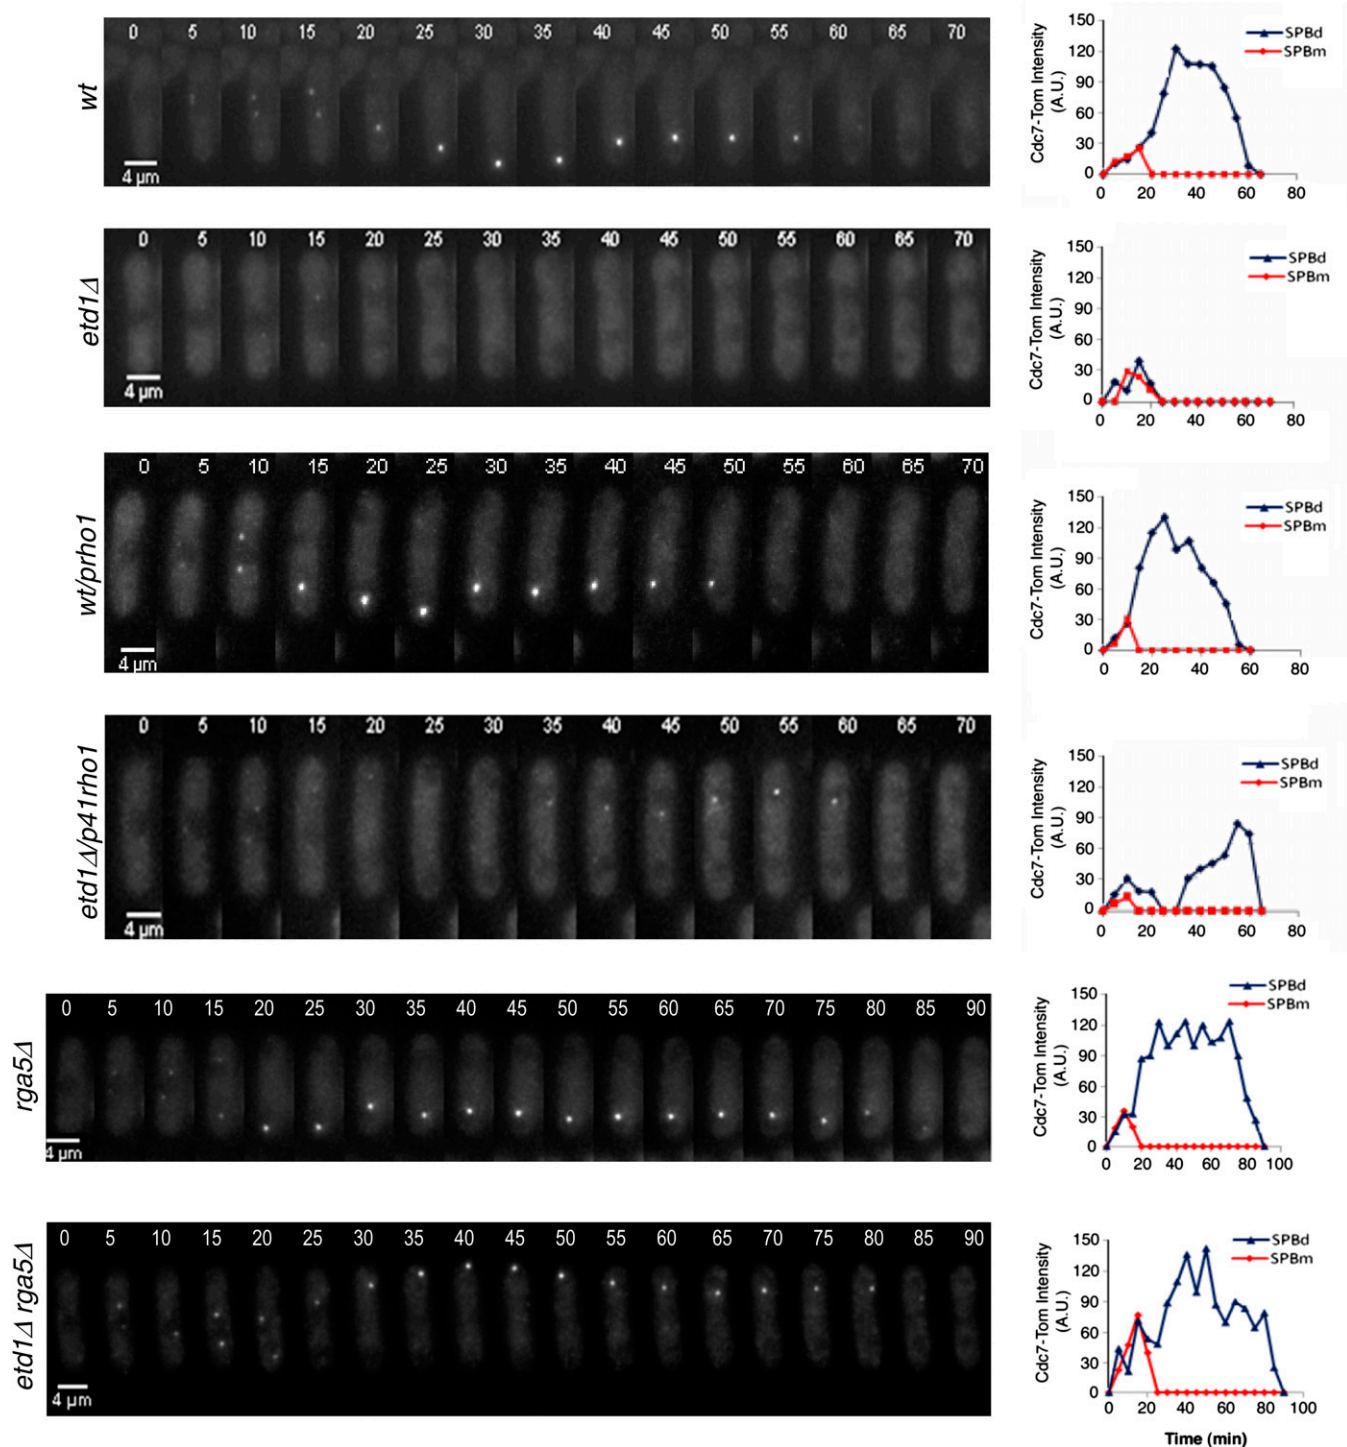 wt
0 5 10 15 20 25 30 35 40 45 50 55 60 65 70
4 µm
Cdc7-Tom Intensity
(A.U.)
150
120
90
60
30
0
0 20 40 60 80
SPBd
SPBm
etd1Δ
0 5 10 15 20 25 30 35 40 45 50 55 60 65 70
4 µm
Cdc7-Tom Intensity
(A.U.)
150
120
90
60
30
0
0 20 40 60 80
SPBd
SPBm
wt/prho1
0 5 10 15 20 25 30 35 40 45 50 55 60 65 70
4 µm
Cdc7-Tom Intensity
(A.U.)
150
120
90
60
30
0
0 20 40 60 80
SPBd
SPBm
etd1Δ/p41rho1
0 5 10 15 20 25 30 35 40 45 50 55 60 65 70
4 µm
Cdc7-Tom Intensity
(A.U.)
150
120
90
60
30
0
0 20 40 60 80
SPBd
SPBm
rga5Δ
0 5 10 15 20 25 30 35 40 45 50 55 60 65 70 75 80 85 90
4 µm
Cdc7-Tom Intensity
(A.U.)
150
120
90
60
30
0
0 20 40 60 80 100
SPBd
SPBm
etd1Δ rga5Δ
0 5 10 15 20 25 30 35 40 45 50 55 60 65 70 75 80 85 90
4 µm
Cdc7-Tom Intensity
(A.U.)
150
120
90
60
30
0
0 20 40 60 80 100
SPBd
SPBm
Time (min)